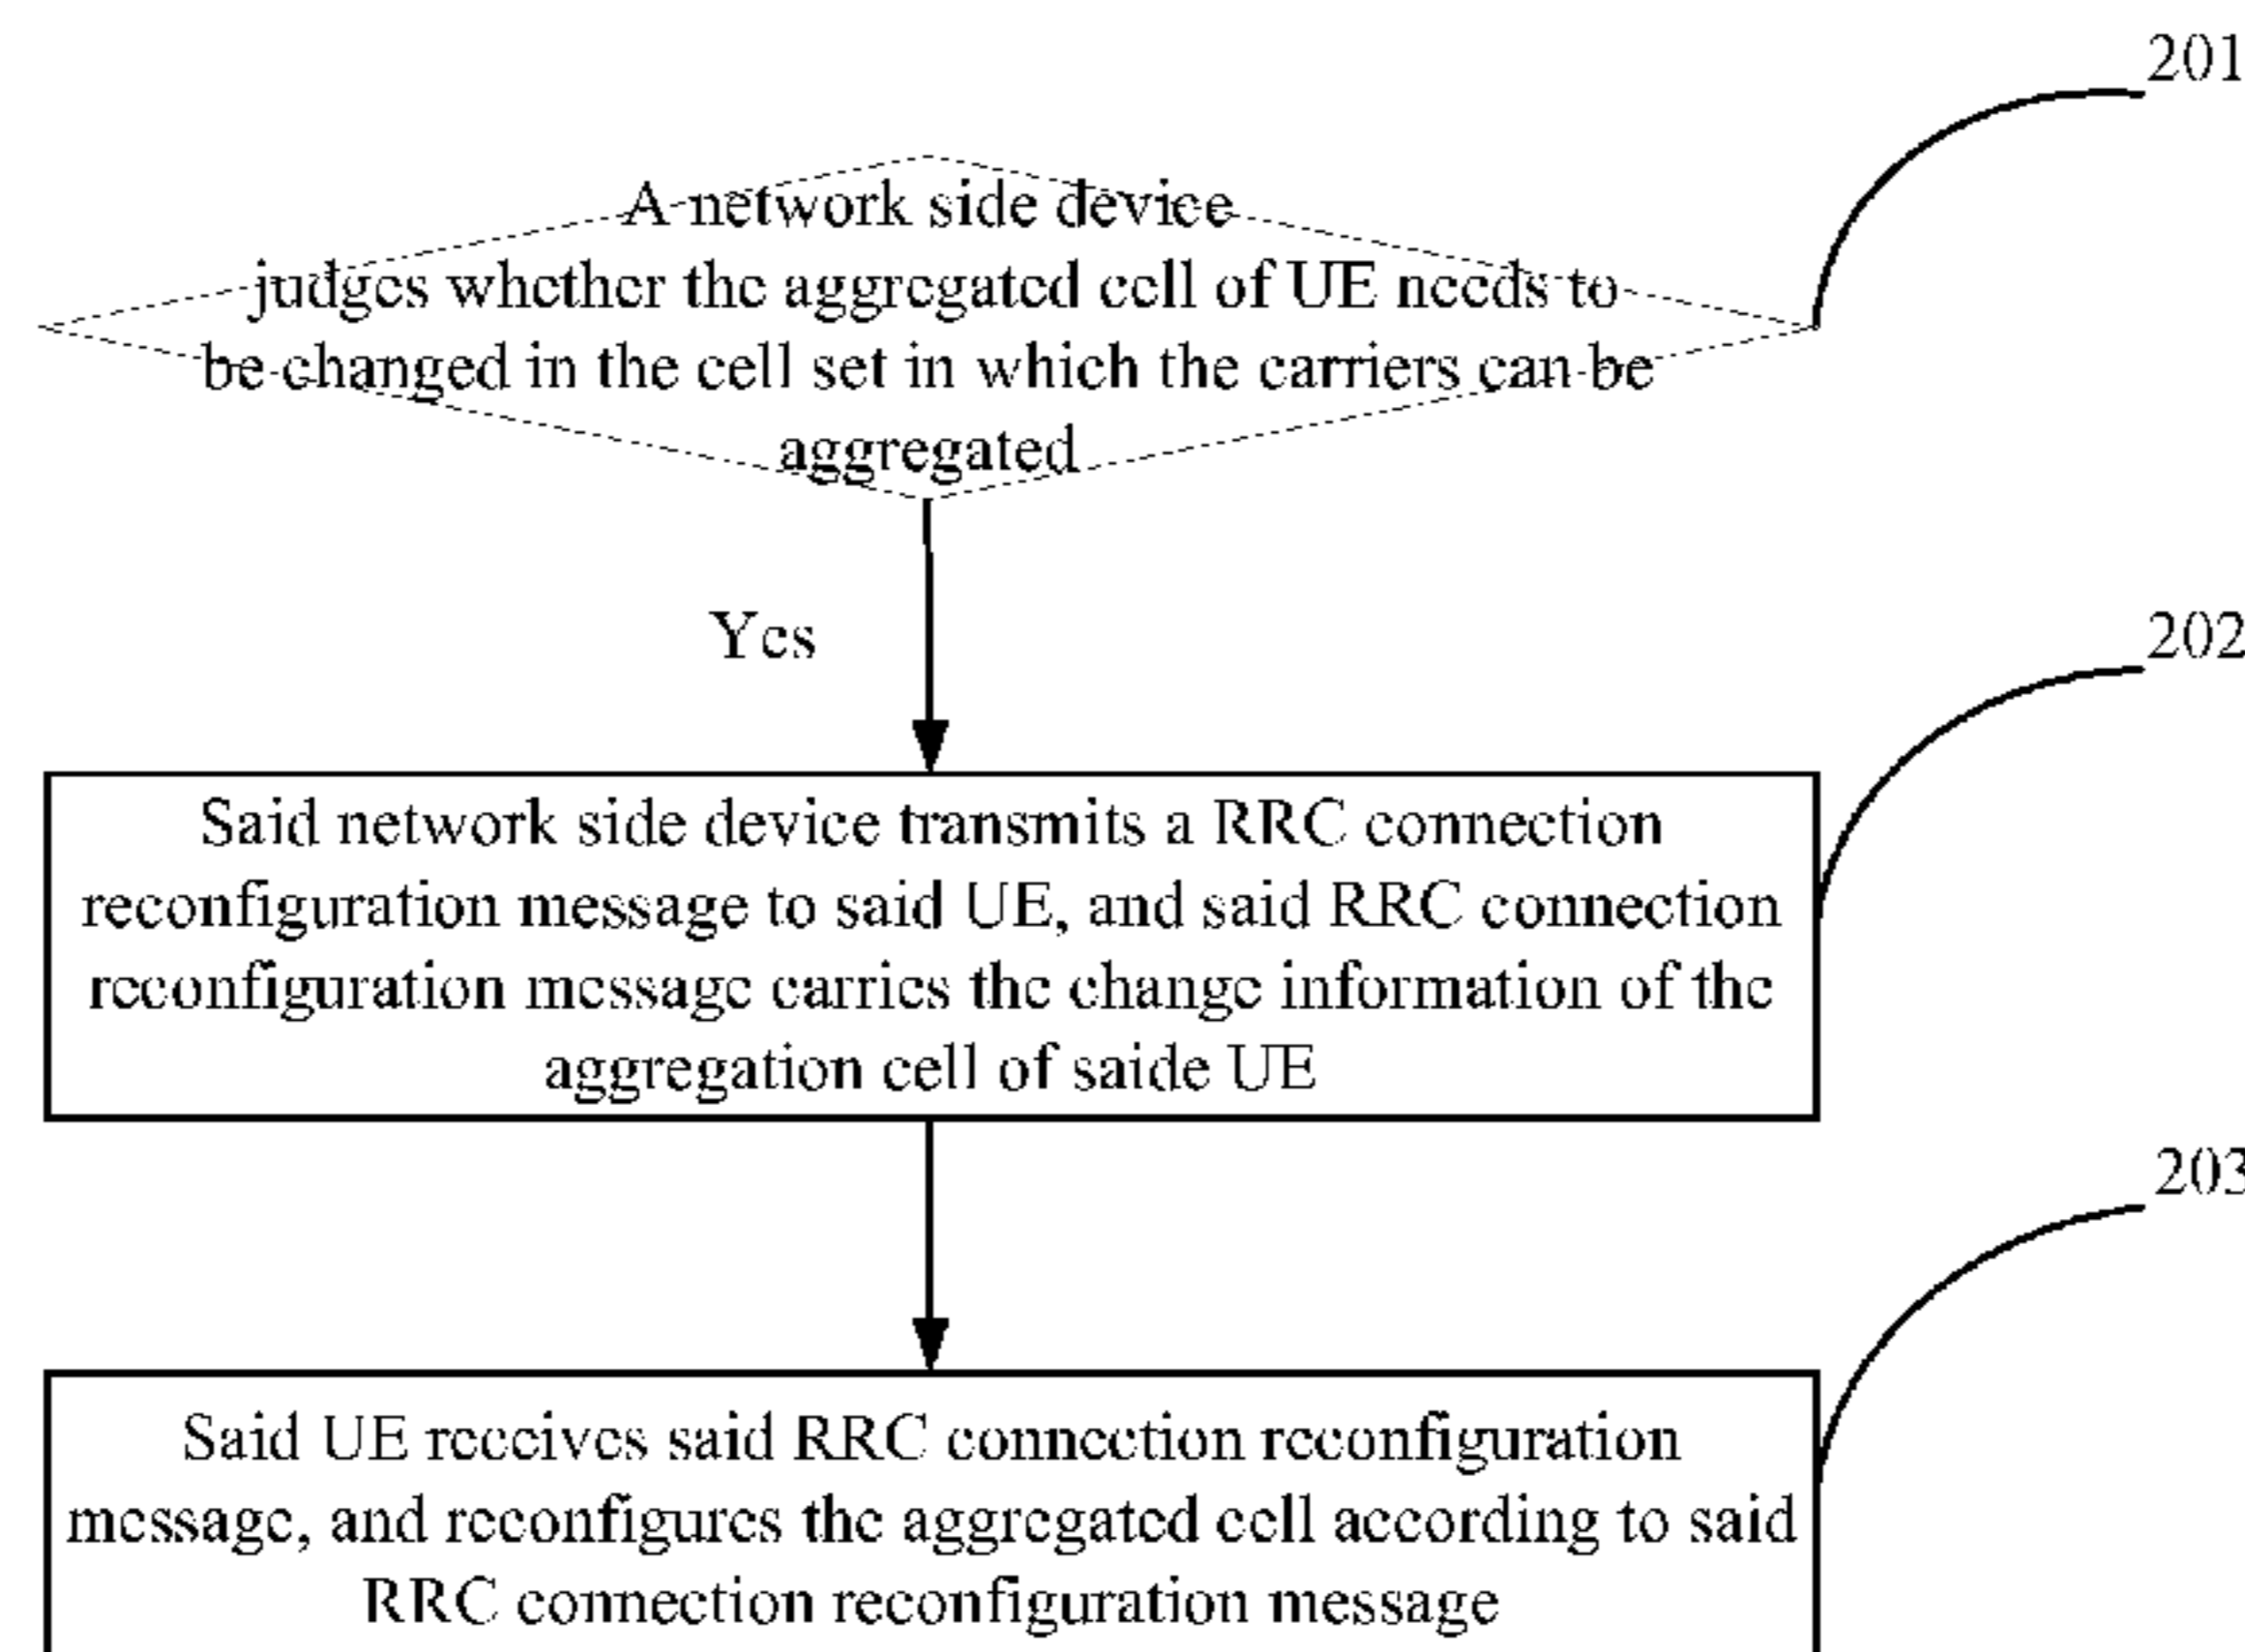 201
A network side device
judges whether the aggregated cell of UE needs to
be changed in the cell set in which the carriers can be
aggregated
Yes
202
Said network side device transmits a RRC connection
reconfiguration message to said UE, and said RRC connection
reconfiguration message carries the change information of the
aggregation cell of saide UE
203
Said UE receives said RRC connection reconfiguration
message, and reconfigures the aggregated cell according to said
RRC connection reconfiguration message